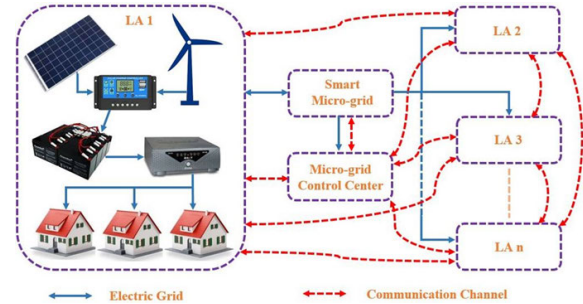 LA 1
LA 2
Smart
Micro-grid
LA 3
Micro-grid
Control Center
LA n
Electric Grid
Communication Channel